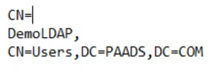 CN=
DemoLDAP,
CN=Users,DC=PAADS,DC=COM